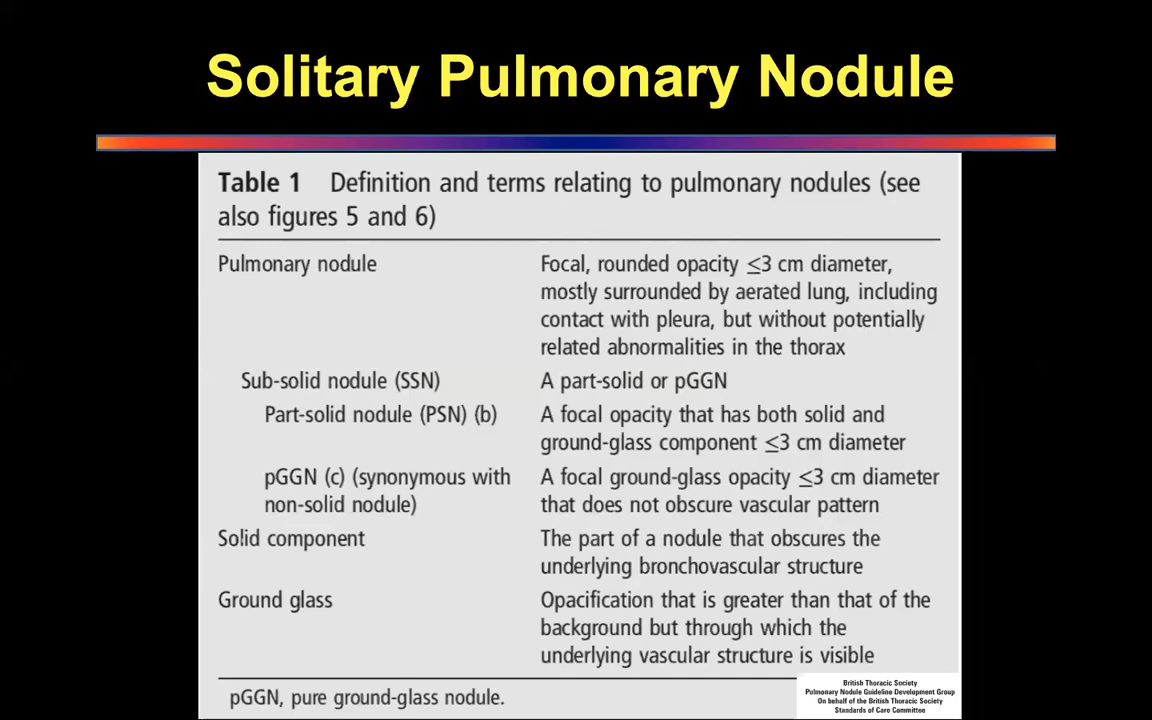 Solitary Pulmonary Nodule
Table 1 Definition and terms relating to pulmonary nodules (see
also figures 5 and 6)
Pulmonary nodule Focal, rounded opacity ≤3 cm diameter,
mostly surrounded by aerated lung, including
contact with pleura, but without potentially
related abnormalities in the thorax
Sub-solid nodule (SSN) A part-solid or pGGN
Part-solid nodule (PSN) (b) A focal opacity that has both solid and
ground-glass component ≤3 cm diameter
pGGN (c) (synonymous with A focal ground-glass opacity ≤3 cm diameter
non-solid nodule) that does not obscure vascular pattern
Solid component The part of a nodule that obscures the
underlying bronchovascular structure
Ground glass Opacification that is greater than that of the
background but through which the
underlying vascular structure is visible
pGGN, pure ground-glass nodule.
British Thoracic Society
Pulmonary Nodule Guideline Development Group
On behalf of the British Thoracic Society
Standards of Care Committee